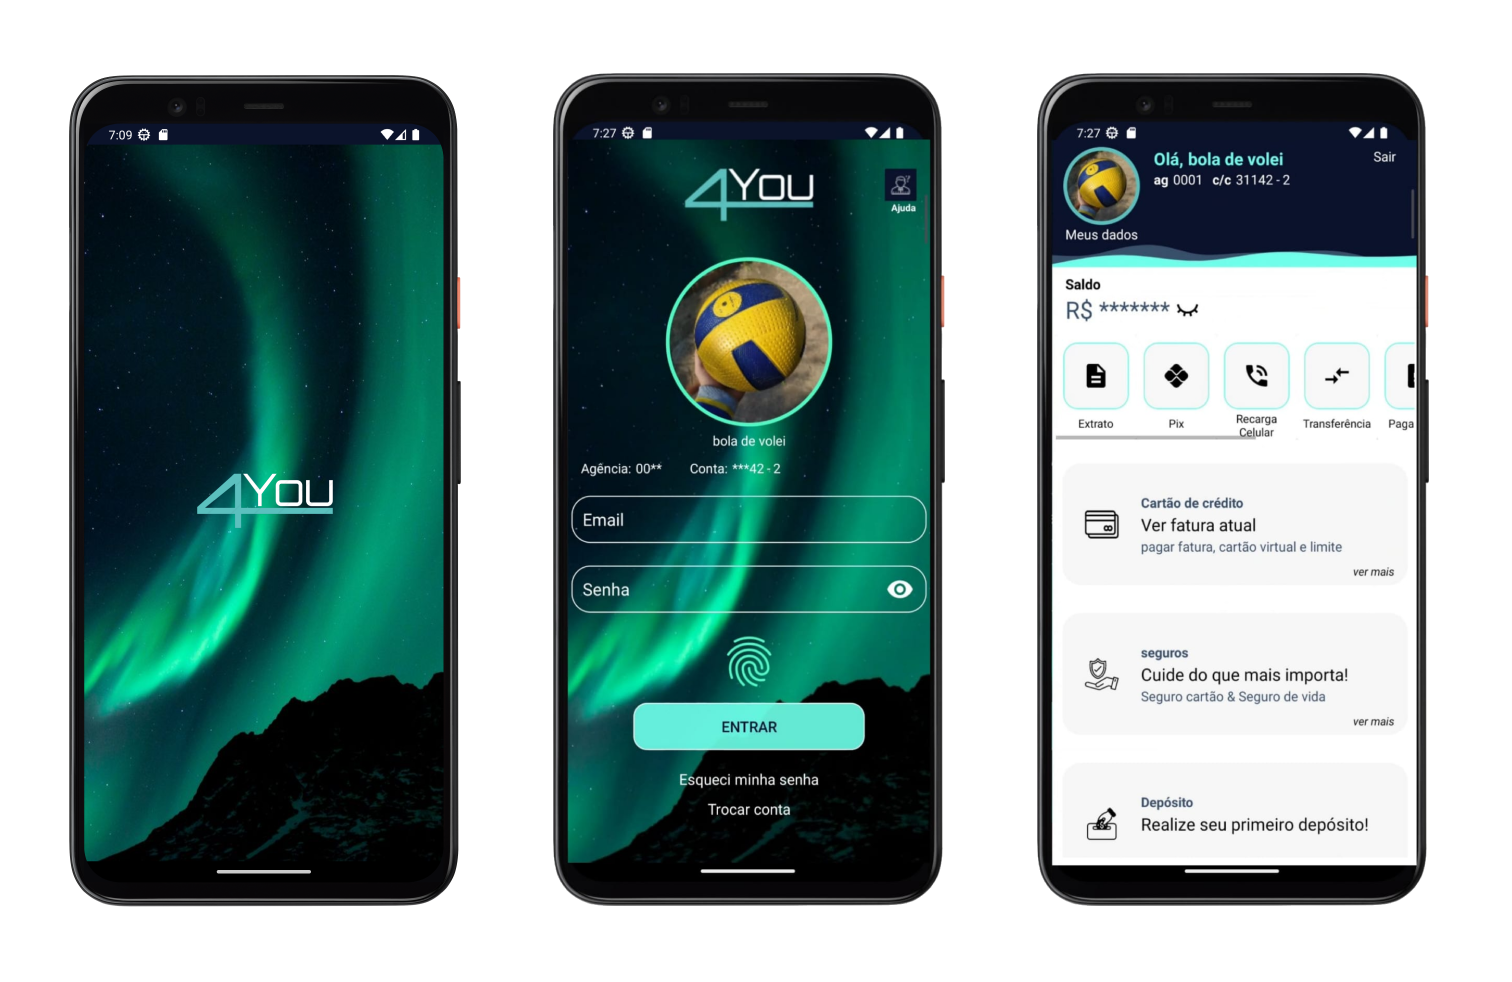 7:09
4You
7:27
4You
Ajuda
bola de volei
Agência: 00** Conta: ***42 - 2
Email
Senha
ENTRAR
Esqueci minha senha
Trocar conta
7:27
Olá, bola de volei
Sair
ag 0001 c/c 31142 - 2
Meus dados
Saldo
R$ *******
Extrato
Pix
Recarga
Celular
Transferência
Paga
Cartão de crédito
Ver fatura atual
pagar fatura, cartão virtual e limite
ver mais
seguros
Cuide do que mais importa!
Seguro cartão & Seguro de vida
ver mais
Depósito
Realize seu primeiro depósito!